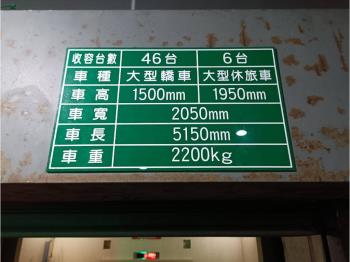 收容台數 46台 6台
車種 大型轎車 大型休旅車
車高 1500mm 1950mm
車寬 2050mm
車長 5150mm
車重 2200kg